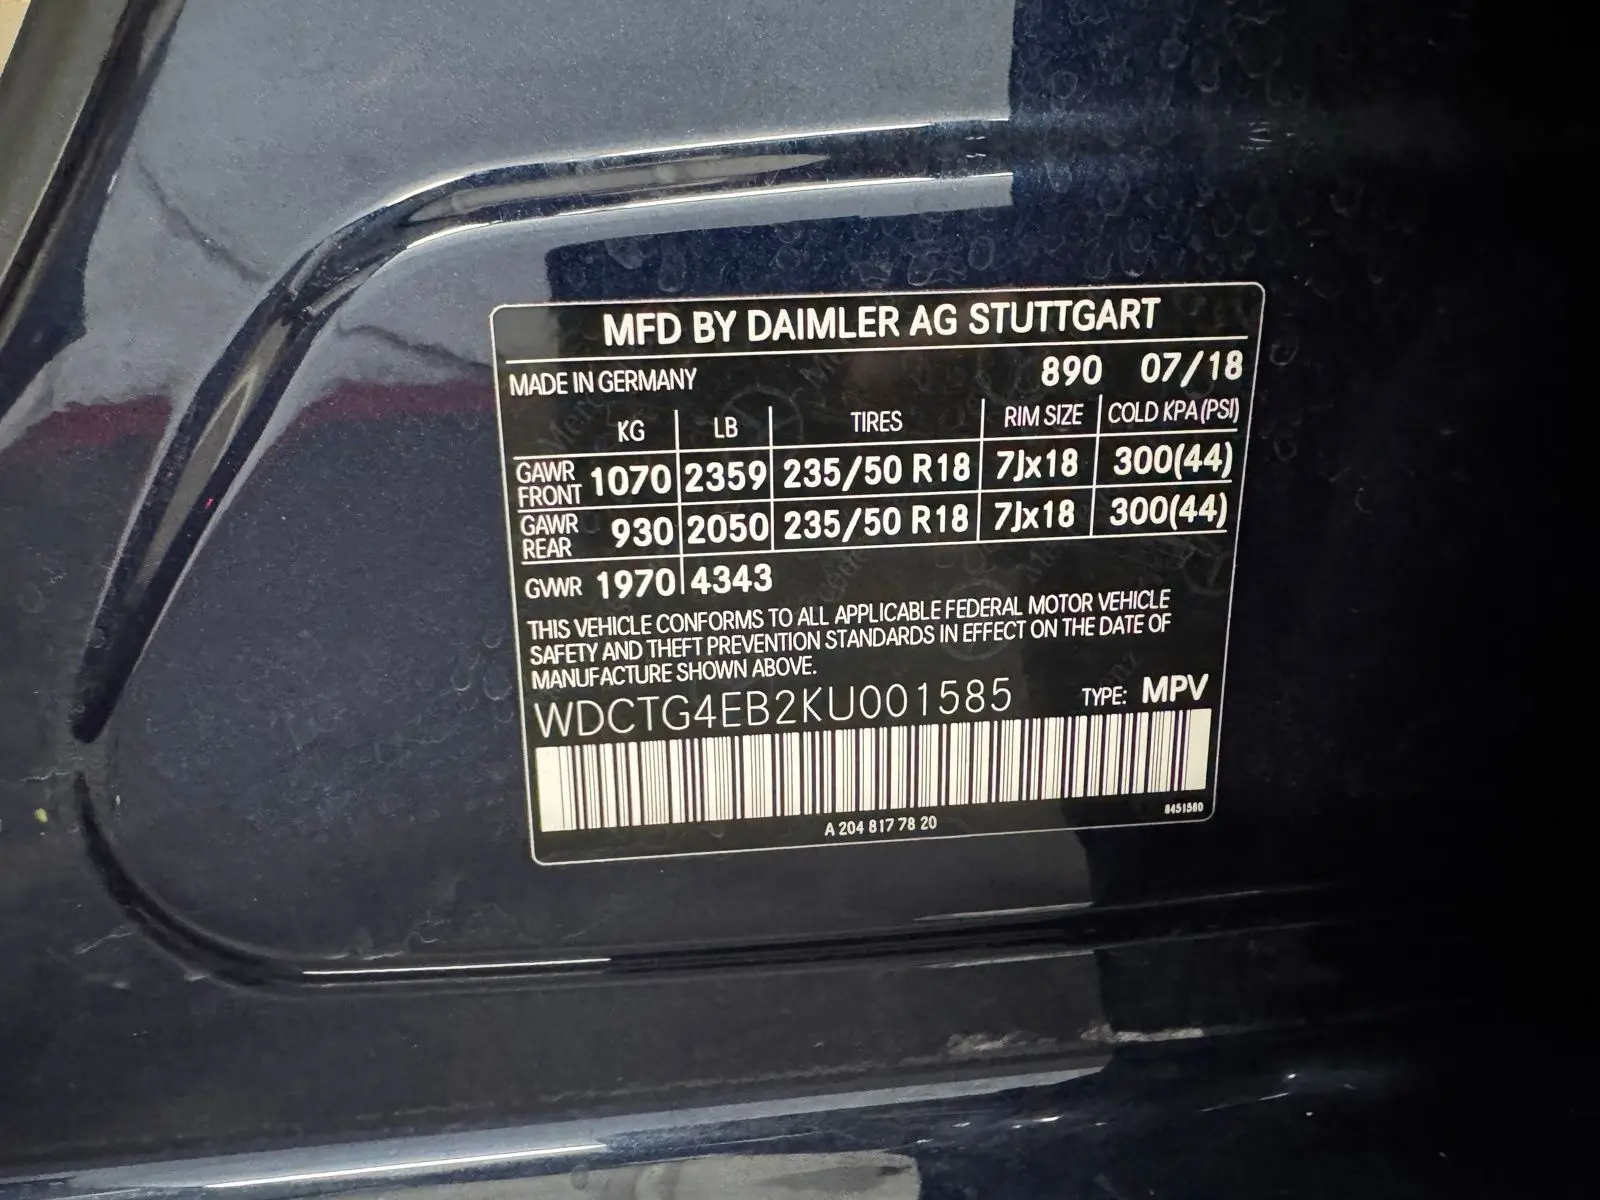 MFD BY DAIMLER AG STUTTGART
MADE IN GERMANY 890 07/18
KG LB TIRES RIM SIZE COLD KPA(PSI)
GAWR FRONT 1070 2359 235/50 R18 7Jx18 300(44)
GAWR REAR 930 2050 235/50 R18 7Jx18 300(44)
GVWR 1970 4343
THIS VEHICLE CONFORMS TO ALL APPLICABLE FEDERAL MOTOR VEHICLE
SAFETY AND THEFT PREVENTION STANDARDS IN EFFECT ON THE DATE OF
MANUFACTURE SHOWN ABOVE.
WDCTG4EB2KU001585 TYPE: MPV
8451580
A 204 817 78 20